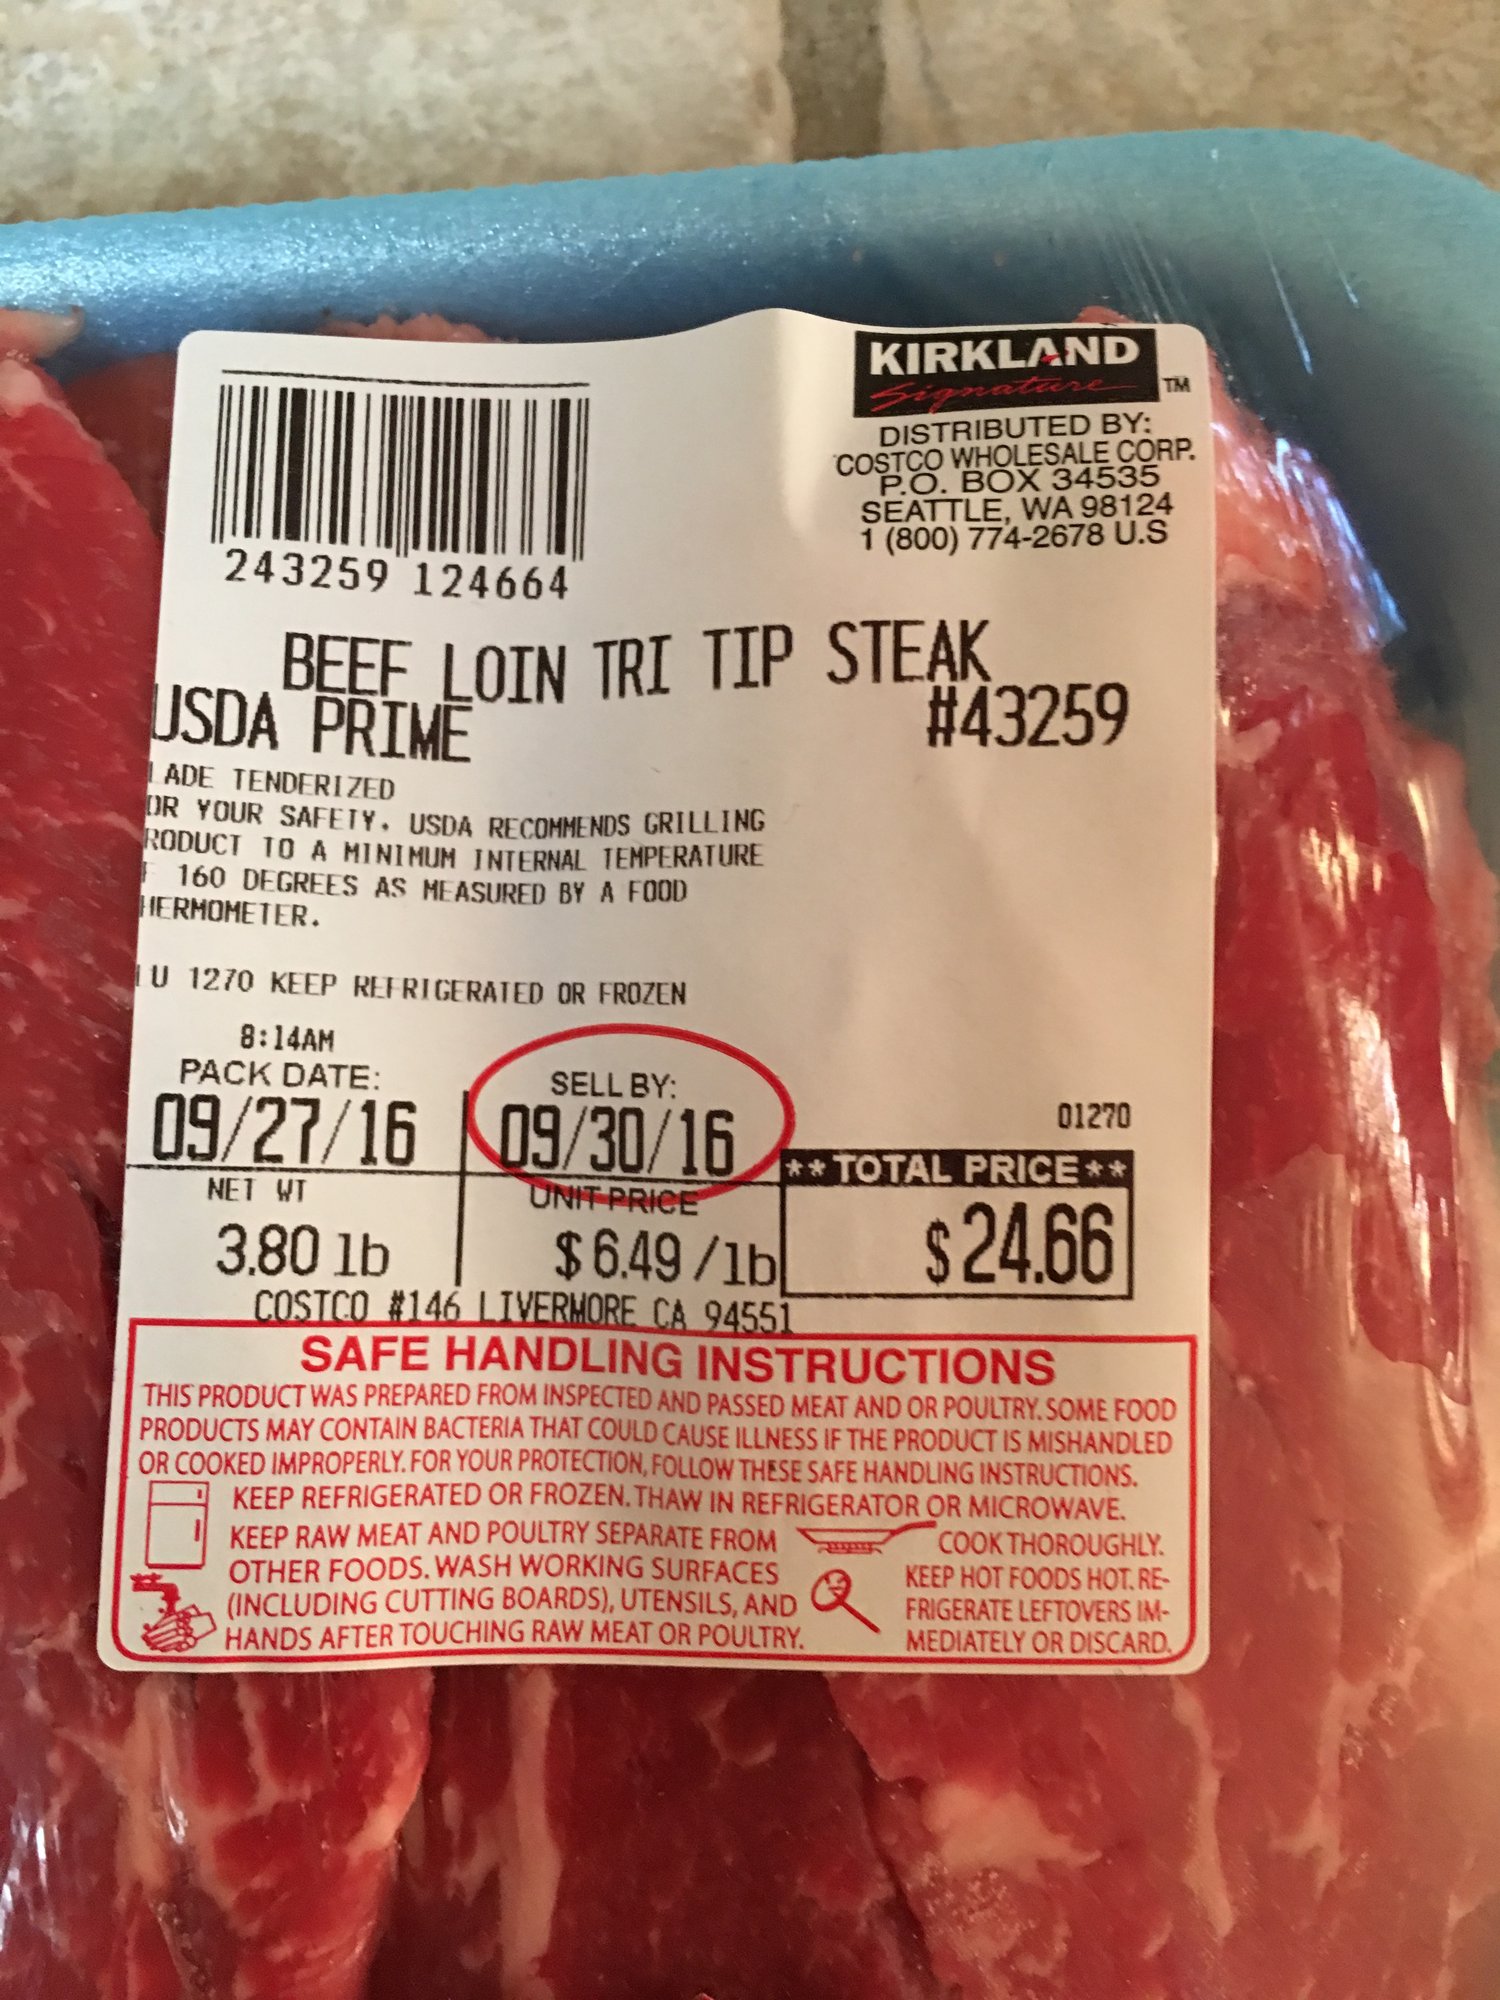 KIRKLAND
Signature TM
DISTRIBUTED BY:
COSTCO WHOLESALE CORP.
P.O. BOX 34535
SEATTLE, WA 98124
1 (800) 774-2678 U.S
243259 124664
BEEF LOIN TRI TIP STEAK
USDA PRIME #43259
LADE TENDERIZED
OR YOUR SAFETY. USDA RECOMMENDS GRILLING
RODUCT TO A MINIMUM INTERNAL TEMPERATURE
F 160 DEGREES AS MEASURED BY A FOOD
HERMOMETER.
U 1270 KEEP REFRIGERATED OR FROZEN
8:14AM
PACK DATE: SELL BY:
09/27/16 09/30/16 01270
**TOTAL PRICE**
NET WT UNIT PRICE
3.80 lb $6.49/lb $24.66
COSTCO #146 LIVERMORE CA 94551
SAFE HANDLING INSTRUCTIONS
THIS PRODUCT WAS PREPARED FROM INSPECTED AND PASSED MEAT AND OR POULTRY. SOME FOOD
PRODUCTS MAY CONTAIN BACTERIA THAT COULD CAUSE ILLNESS IF THE PRODUCT IS MISHANDLED
OR COOKED IMPROPERLY. FOR YOUR PROTECTION, FOLLOW THESE SAFE HANDLING INSTRUCTIONS.
KEEP REFRIGERATED OR FROZEN. THAW IN REFRIGERATOR OR MICROWAVE.
KEEP RAW MEAT AND POULTRY SEPARATE FROM
OTHER FOODS. WASH WORKING SURFACES
(INCLUDING CUTTING BOARDS), UTENSILS, AND
HANDS AFTER TOUCHING RAW MEAT OR POULTRY.
COOK THOROUGHLY.
KEEP HOT FOODS HOT. RE-
FRIGERATE LEFTOVERS IM-
MEDIATELY OR DISCARD.